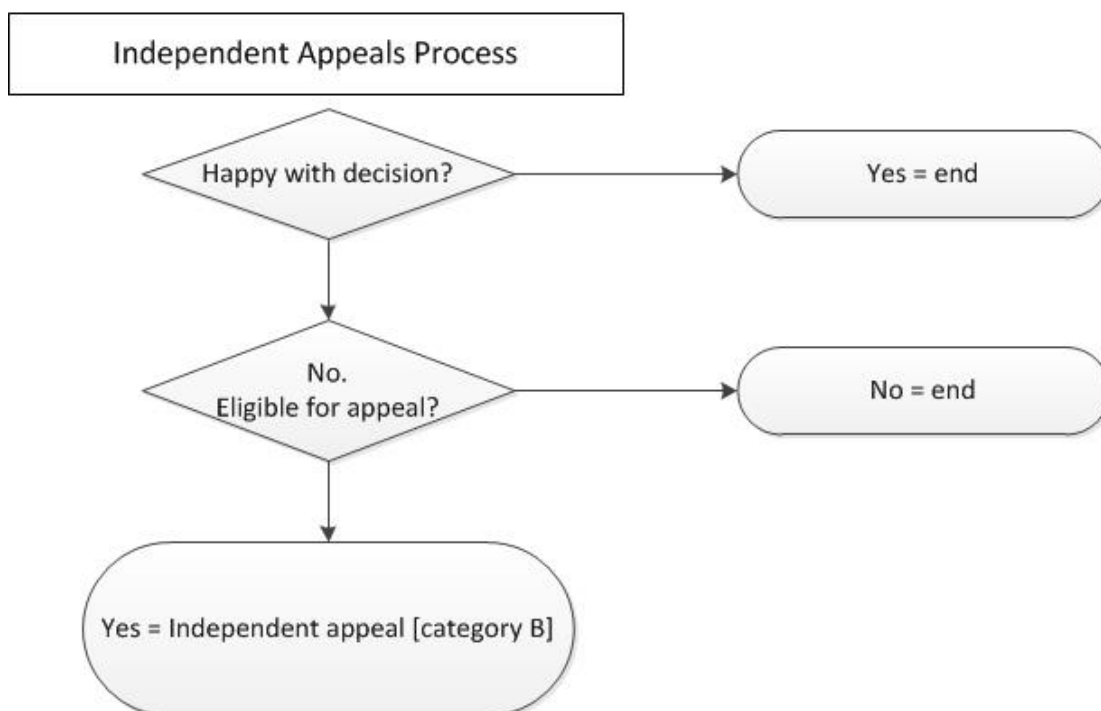 Independent Appeals Process
Happy with decision?
Yes = end
No.
Eligible for appeal?
No = end
Yes = Independent appeal [category B]